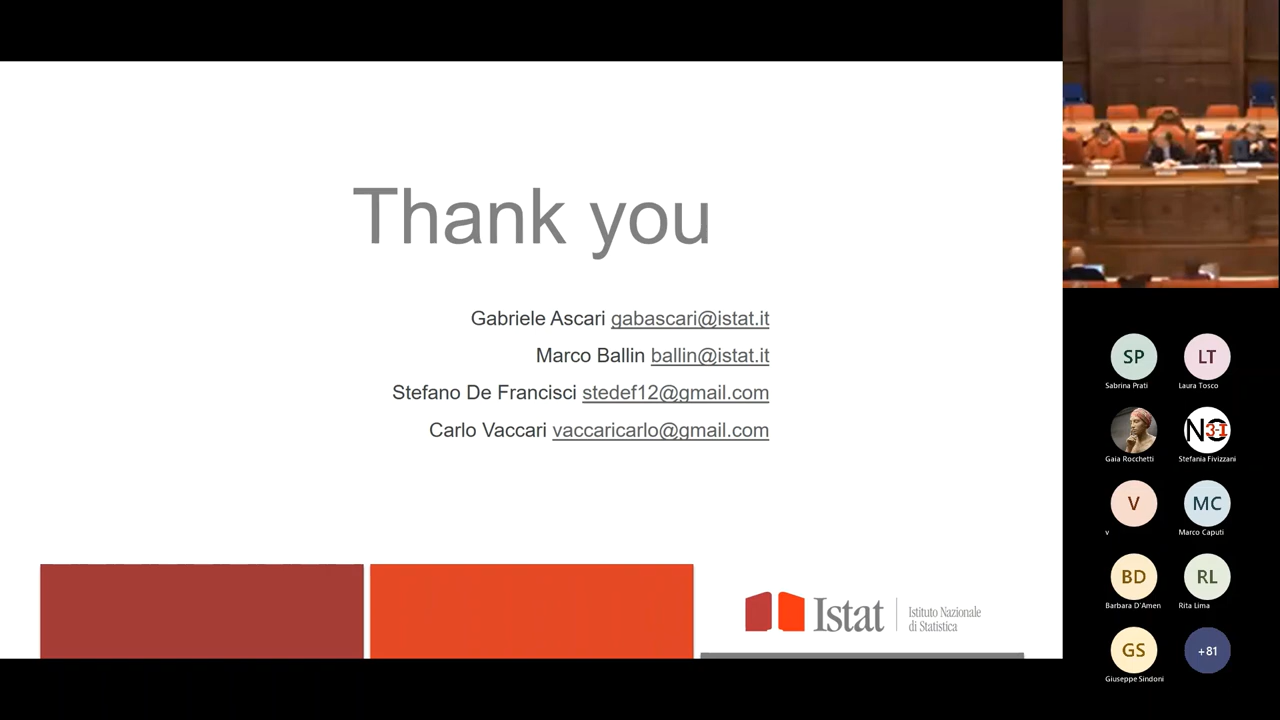 Thank you
Gabriele Ascari gabascari@istat.it
Marco Ballin ballin@istat.it
Stefano De Francisci stedef12@gmail.com
Carlo Vaccari vaccaricarlo@gmail.com
Istat
Istituto Nazionale
di Statistica
SP
LT
Sabrina Prati
Laura Tosco
N 3-I
Gaia Rocchetti
Stefania Fivizzani
V
MC
v
Marco Caputi
BD
RL
Barbara D'Amen
Rita Lima
GS
+81
Giuseppe Sindoni